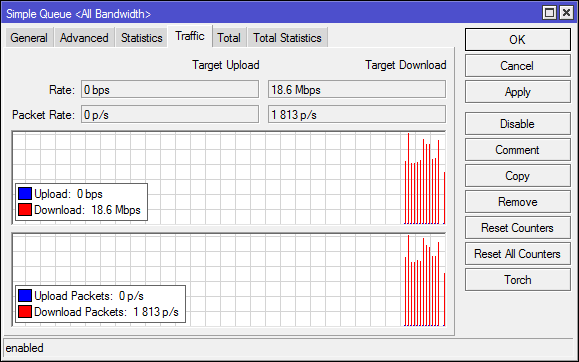 Simple Queue <All Bandwidth>
General Advanced Statistics Traffic Total Total Statistics
Target Upload Target Download
Rate: 0 bps 18.6 Mbps
Packet Rate: 0 p/s 1 813 p/s
Upload: 0 bps
Download: 18.6 Mbps
Upload Packets: 0 p/s
Download Packets: 1 813 p/s
OK
Cancel
Apply
Disable
Comment
Copy
Remove
Reset Counters
Reset All Counters
Torch
enabled